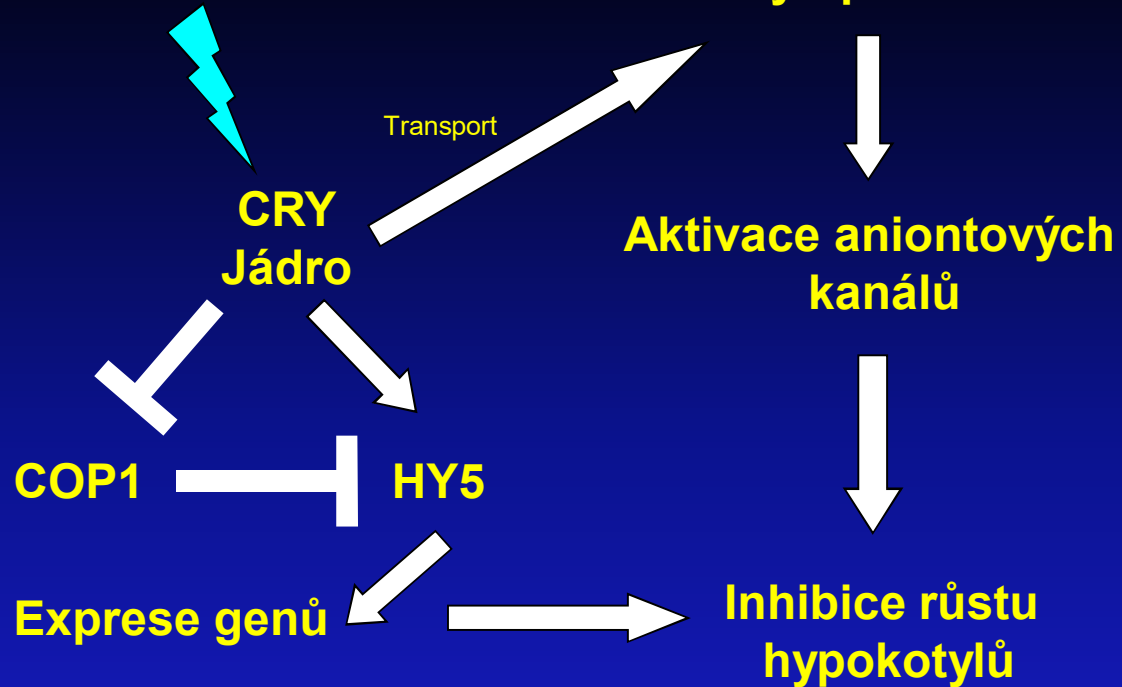 Transport
CRY
Jádro
Aktivace aniontových
kanálů
COP1
HY5
Exprese genů
Inhibice růstu
hypokotylů